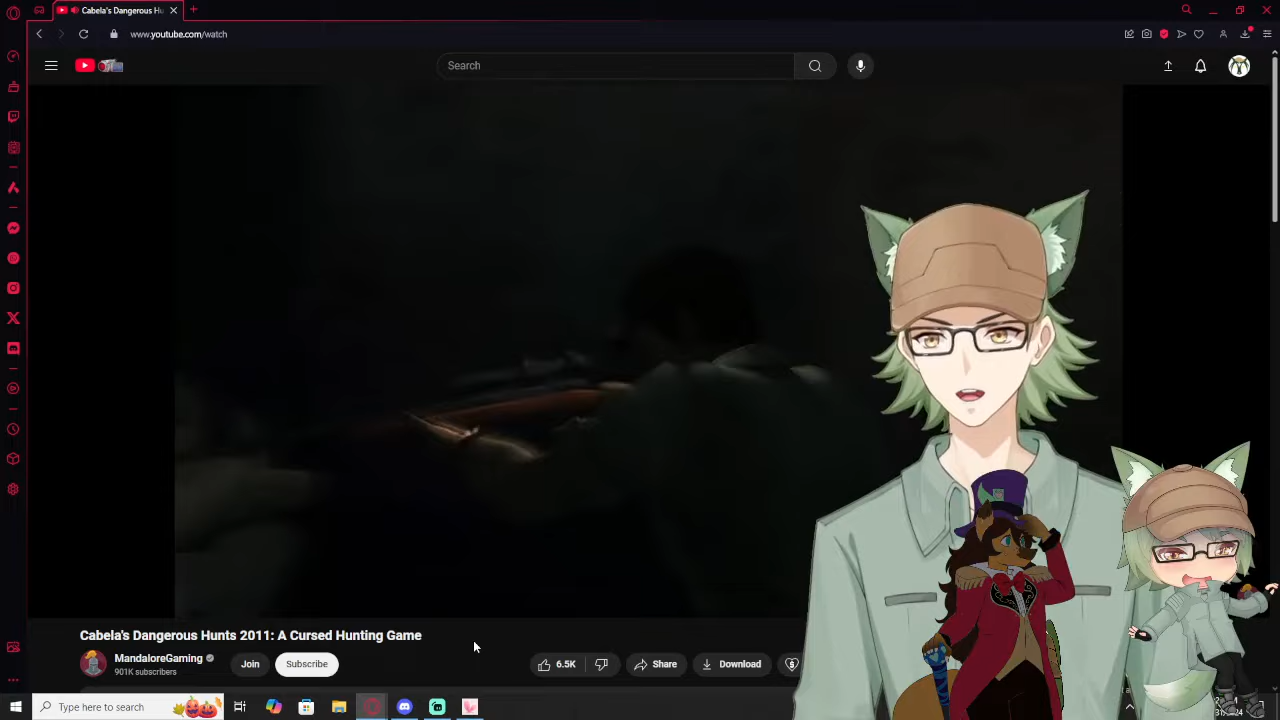 Cabela's Dangerous Hu
www.youtube.com/watch
Search
Cabela's Dangerous Hunts 2011: A Cursed Hunting Game
MandaloreGaming
901K subscribers
Join
Subscribe
6.5K
Share
Download
Type here to search